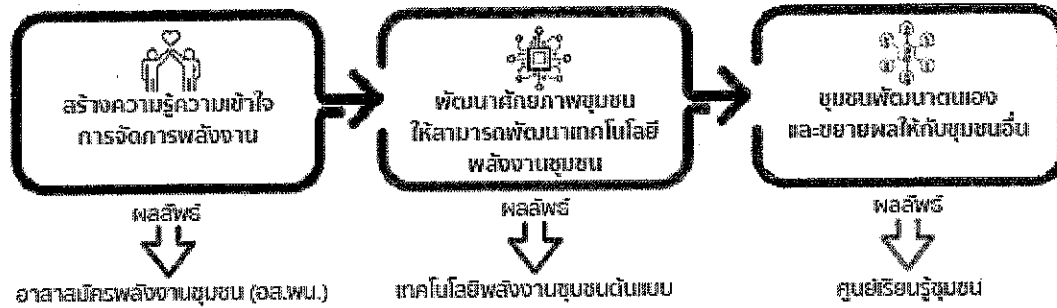 สร้างความรู้ความเข้าใจ
การจัดการพลังงาน
พัฒนาศักยภาพชุมชน
ให้สามารถพัฒนาเทคโนโลยี
พลังงานชุมชน
ชุมชนพัฒนาตนเอง
และขยายผลให้กับชุมชนอื่น
ผลลัพธ์
ผลลัพธ์
ผลลัพธ์
อาสาสมัครพลังงานชุมชน (อส.พน.)
เทคโนโลยีพลังงานชุมชนต้นแบบ
ศูนย์เรียนรู้ชุมชน